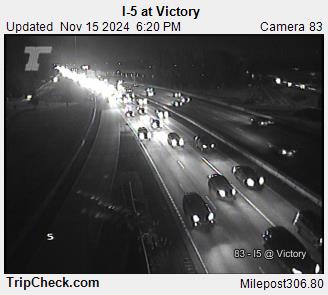 I-5 at Victory
Updated Nov 15 2024 6:20 PM Camera 83
T
S
83 - I5 @ Victory
TripCheck.com Milepost306.80